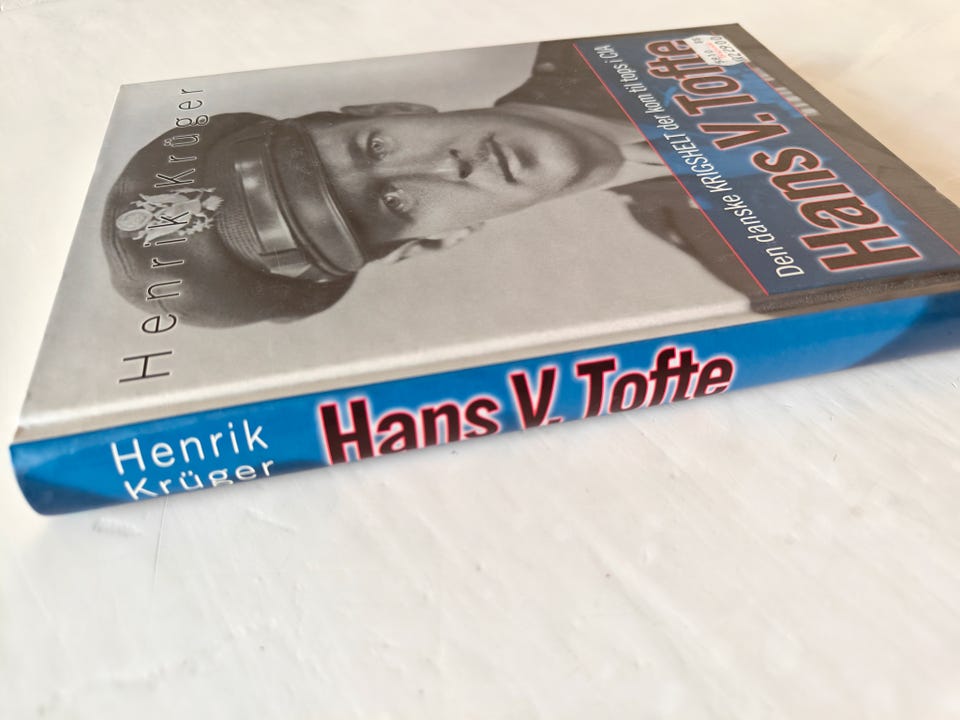 Henrik Krüger
Den danske KRIGSHELT der kom til tops i CIA
Hans V. Tofte
Henrik
Krüger
Hans V. Tofte